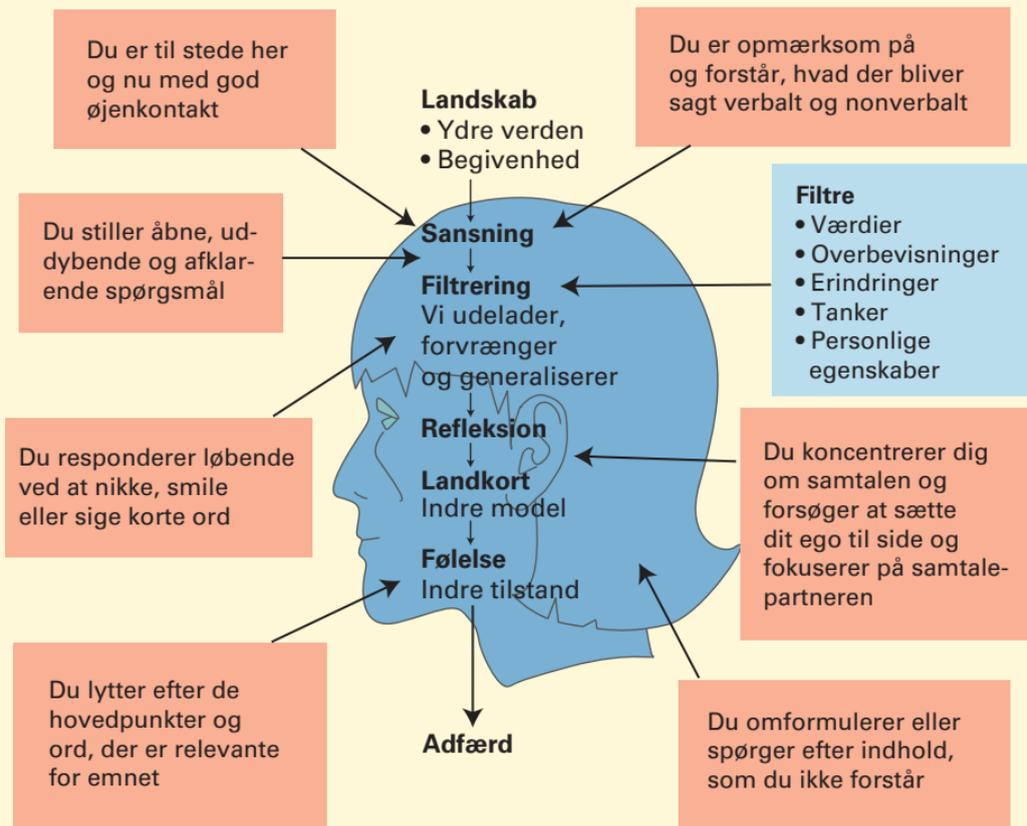 Du er til stede her
og nu med god
øjenkontakt
Du er opmærksom på
og forstår, hvad der bliver
sagt verbalt og nonverbalt
Landskab
• Ydre verden
• Begivenhed
Du stiller åbne, ud-
dybende og afklar-
ende spørgsmål
Sansning
Filtrering
Vi udelader,
forvrænger
og generaliserer
Refleksion
Landkort
Indre model
Følelse
Indre tilstand
Adfærd
Filtre
• Værdier
• Overbevisninger
• Erindringer
• Tanker
• Personlige
egenskaber
Du responderer løbende
ved at nikke, smile
eller sige korte ord
Du koncentrerer dig
om samtalen og
forsøger at sætte
dit ego til side og
fokuserer på samtale-
partneren
Du lytter efter de
hovedpunkter og
ord, der er relevante
for emnet
Du omformulerer eller
spørger efter indhold,
som du ikke forstår